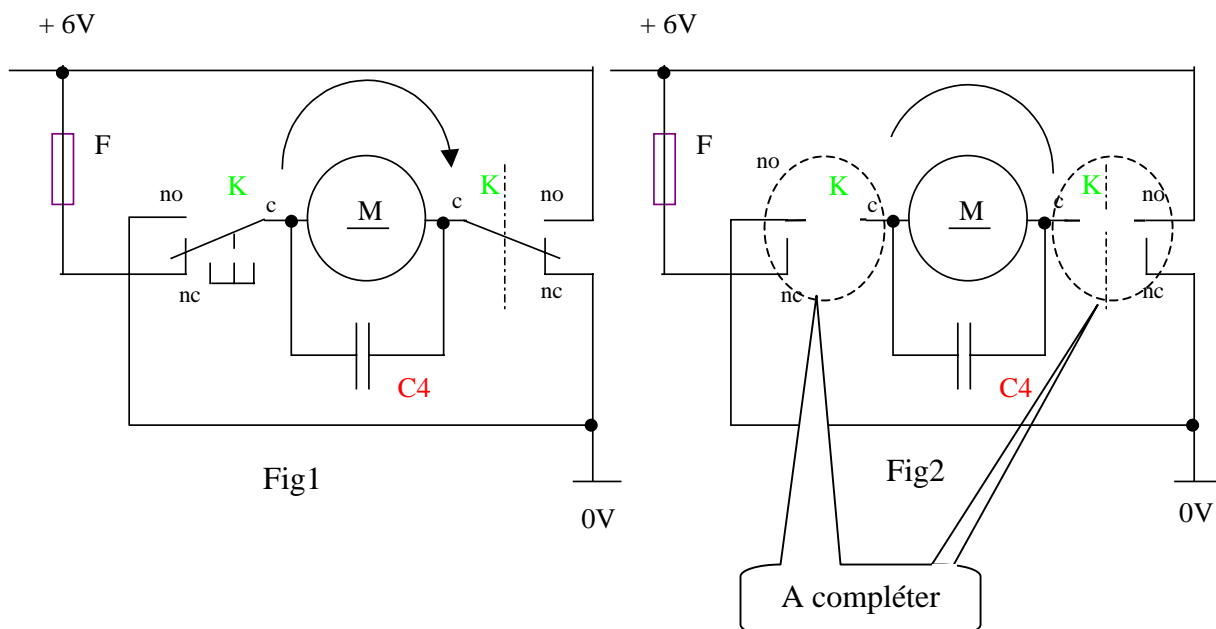 + 6V
F
no
K
c
M
K
no
nc
nc
C4
Fig1
0V
+ 6V
F
no
K
c
M
c
K
no
nc
nc
C4
Fig2
0V
A compléter